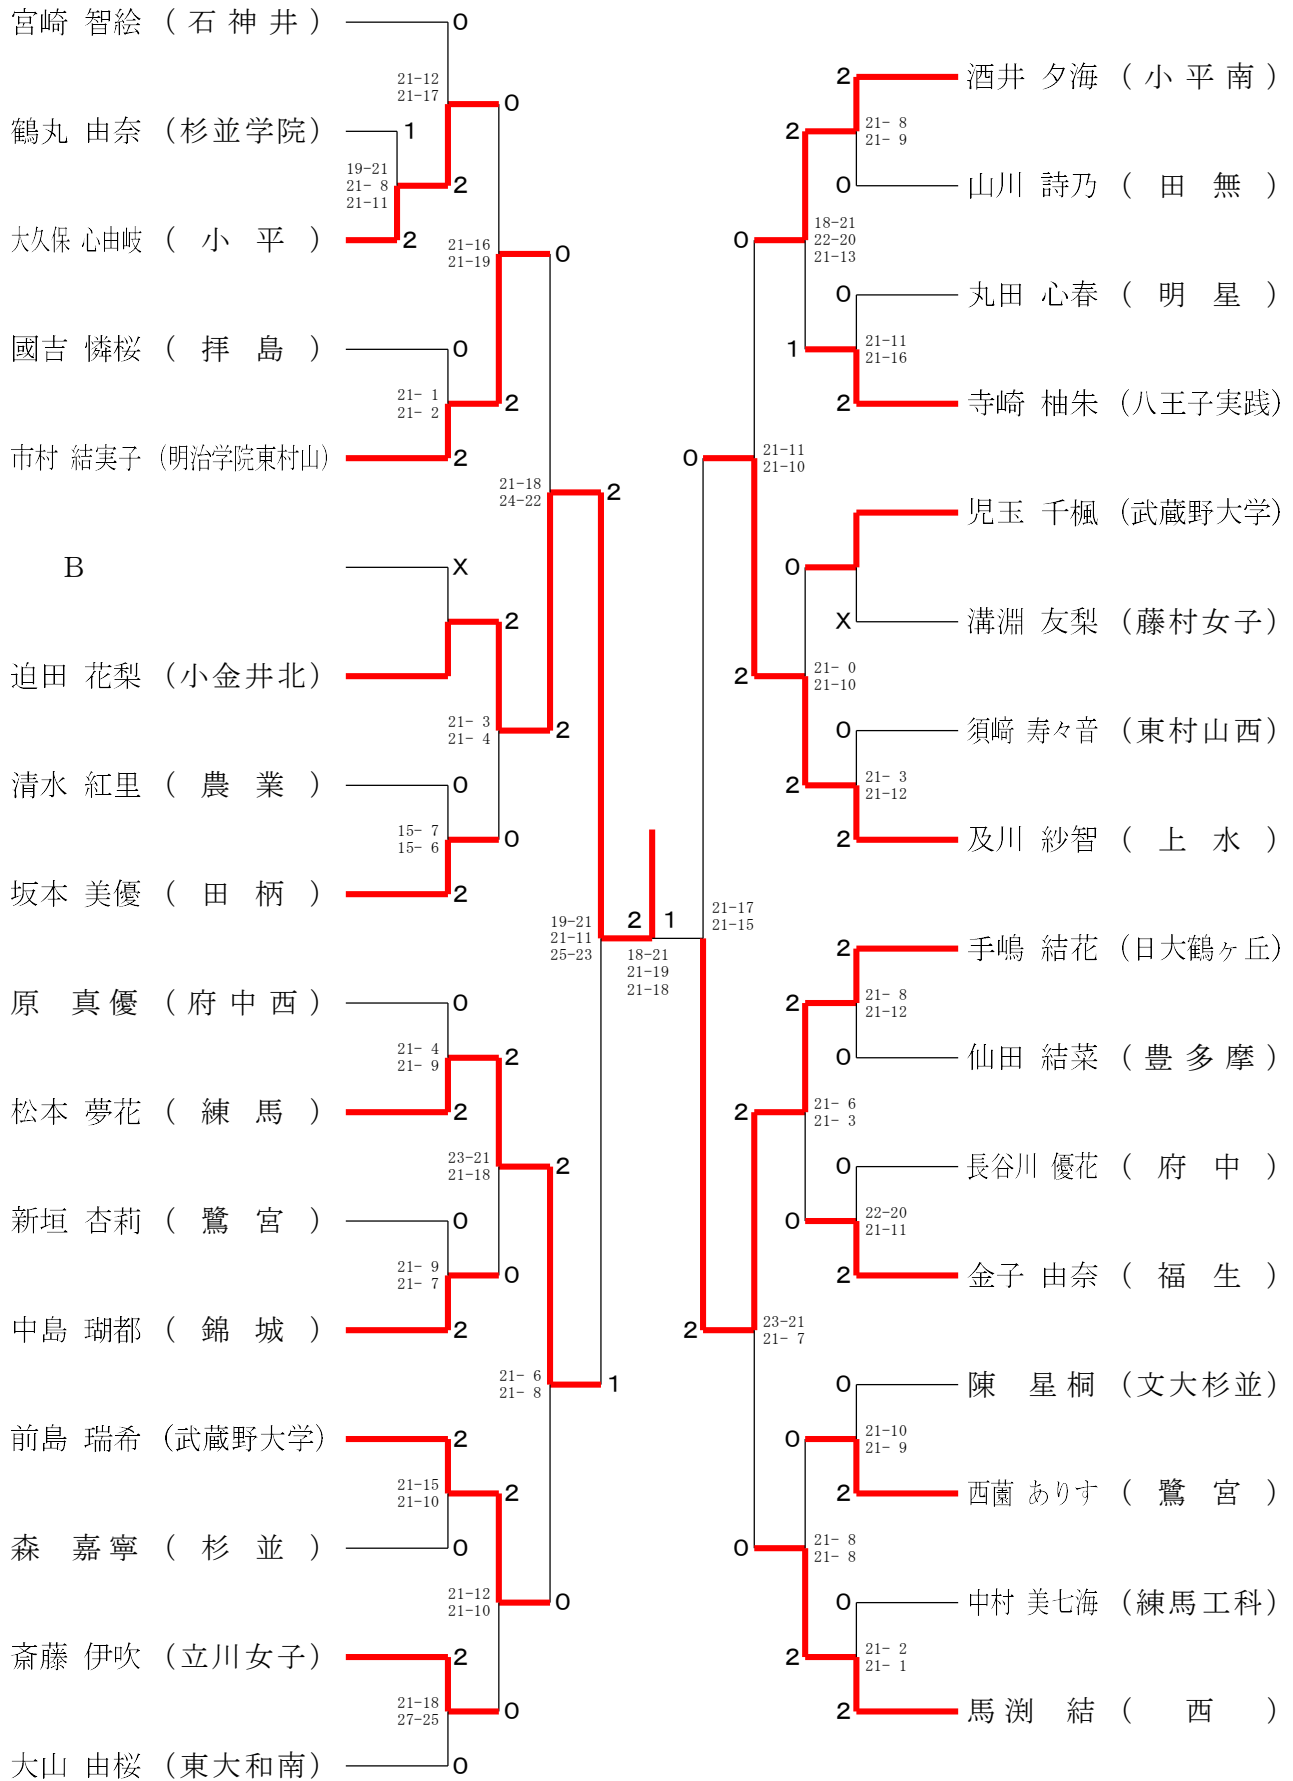 宮崎 智絵 ( 石 神 井 ) 0
21-12
21-17
0
鶴丸 由奈 (杉並学院) 1
19-21
21- 8
21-11
2
大久保 心由岐 ( 小 平 ) 2
21-16
21-19
0
國吉 憐桜 ( 拝 島 ) 0
21- 1
21- 2
2
市村 結実子 (明治学院東村山) 2
21-18
24-22
2
B X
2
迫田 花梨 (小金井北)
21- 3
21- 4
2
清水 紅里 ( 農 業 ) 0
15- 7
15- 6
0
坂本 美優 ( 田 柄 ) 2
19-21
21-11
25-23
原 真優 ( 府 中 西 ) 0
21- 4
21- 9
2
松本 夢花 ( 練 馬 ) 2
23-21
21-18
2
新垣 杏莉 ( 鷺 宮 ) 0
21- 9
21- 7
0
中島 瑚都 ( 錦 城 ) 2
21- 6
21- 8
1
前島 瑞希 (武蔵野大学) 2
21-15
21-10
2
森 嘉寧 ( 杉 並 ) 0
21-12
21-10
0
斎藤 伊吹 (立川女子) 2
21-18
27-25
0
大山 由桜 (東大和南) 0
2 1
18-21
21-19
21-18
2 酒井 夕海 ( 小 平 南 )
2
21- 8
21- 9
0 山川 詩乃 ( 田 無 )
0
18-21
22-20
21-13
0 丸田 心春 ( 明 星 )
1
21-11
21-16
2 寺崎 柚朱 (八王子実践)
0
21-11
21-10
児玉 千楓 (武蔵野大学)
0
X 溝淵 友梨 (藤村女子)
2
21- 0
21-10
0 須﨑 寿々音 (東村山西)
2
21- 3
21-12
2 及川 紗智 ( 上 水 )
21-17
21-15
2 手嶋 結花 (日大鶴ヶ丘)
2
21- 8
21-12
0 仙田 結菜 ( 豊 多 摩 )
2
21- 6
21- 3
0 長谷川 優花 ( 府 中 )
0
22-20
21-11
2 金子 由奈 ( 福 生 )
2
23-21
21- 7
0 陳 星桐 (文大杉並)
0
21-10
21- 9
2 西薗 ありす ( 鷺 宮 )
0
21- 8
21- 8
0 中村 美七海 (練馬工科)
2
21- 2
21- 1
2 馬渕 結 ( 西 )